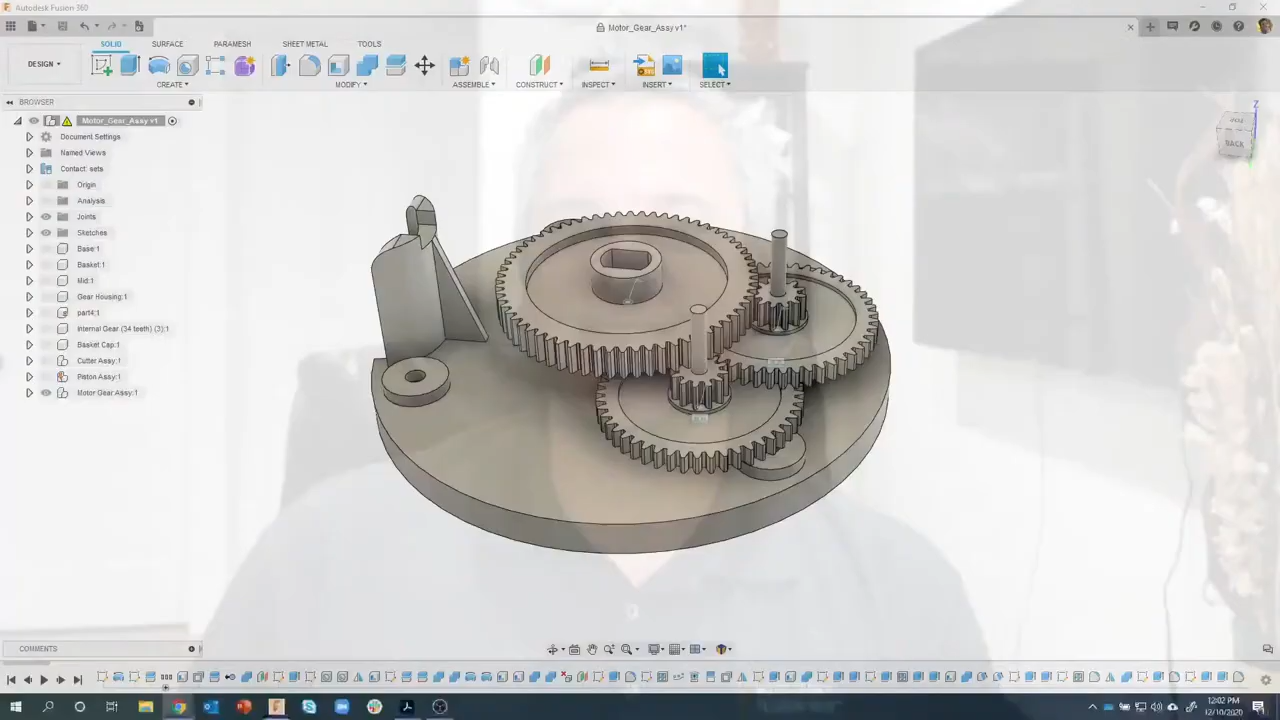 Autodesk Fusion 360
Motor_Gear_Assy v1*
SOLID SURFACE PARAMESH SHEET METAL TOOLS
DESIGN
CREATE MODIFY ASSEMBLE CONSTRUCT INSPECT INSERT SELECT
BROWSER
Motor_Gear_Assy v1
Document Settings
Named Views
Contact: sets
Origin
Analysis
Joints
Sketches
Base:1
Basket:1
Mid:1
Gear Housing:1
part4:1
Internal Gear (34 teeth) (3):1
Basket Cap:1
Cutter Assy:1
Piston Assy:1
Motor Gear Assy:1
Z
BACK
COMMENTS
12:02 PM
12/10/2020